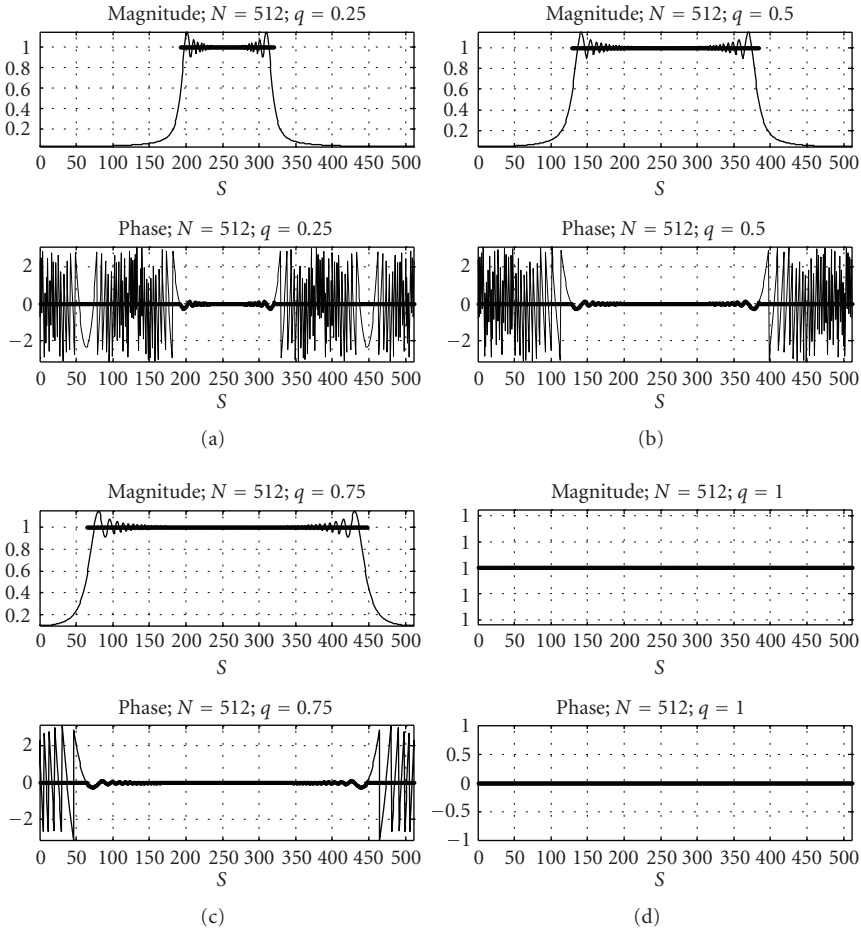 Magnitude; N = 512; q = 0.25
1
0.8
0.6
0.4
0.2
0 50 100 150 200 250 300 350 400 450 500
S
Phase; N = 512; q = 0.25
2
0
−2
0 50 100 150 200 250 300 350 400 450 500
S
(a)
Magnitude; N = 512; q = 0.5
1
0.8
0.6
0.4
0.2
0 50 100 150 200 250 300 350 400 450 500
S
Phase; N = 512; q = 0.5
2
0
−2
0 50 100 150 200 250 300 350 400 450 500
S
(b)
Magnitude; N = 512; q = 0.75
1
0.8
0.6
0.4
0.2
0 50 100 150 200 250 300 350 400 450 500
S
Phase; N = 512; q = 0.75
2
0
−2
0 50 100 150 200 250 300 350 400 450 500
S
(c)
Magnitude; N = 512; q = 1
1
1
1
1
1
0 50 100 150 200 250 300 350 400 450 500
S
Phase; N = 512; q = 1
1
0.5
0
−0.5
−1
0 50 100 150 200 250 300 350 400 450 500
S
(d)